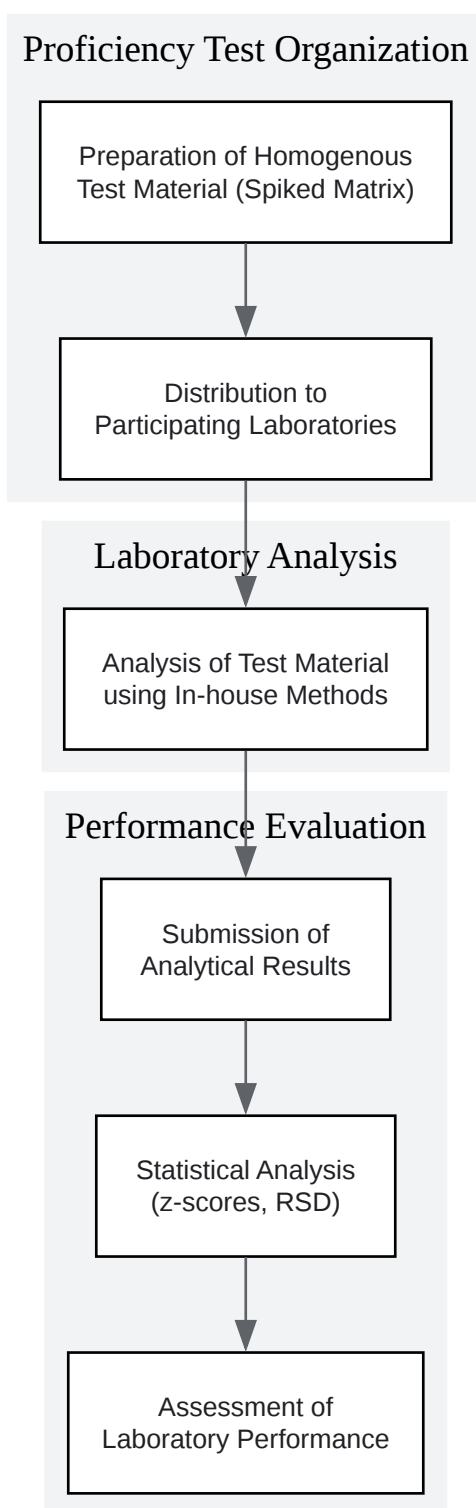 Proficiency Test Organization
Preparation of Homogenous
Test Material (Spiked Matrix)
Distribution to
Participating Laboratories
Laboratory Analysis
Analysis of Test Material
using In-house Methods
Performance Evaluation
Submission of
Analytical Results
Statistical Analysis
(z-scores, RSD)
Assessment of
Laboratory Performance